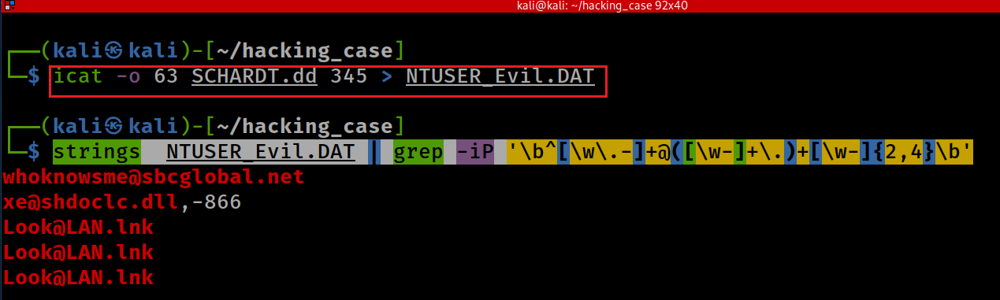 kali@kali: ~/hacking_case 92x40
┌──(kali㉿kali)-[~/hacking_case]
└─$ icat -o 63 SCHARDT.dd 345 > NTUSER_Evil.DAT
┌──(kali㉿kali)-[~/hacking_case]
└─$ strings  NTUSER_Evil.DAT | grep -iP '\b^[\w\.-]+@([\w-]+\.)+[\w-]{2,4}\b'
whoknowsme@sbcglobal.net
xe@shdoclc.dll,-866
Look@LAN.lnk
Look@LAN.lnk
Look@LAN.lnk